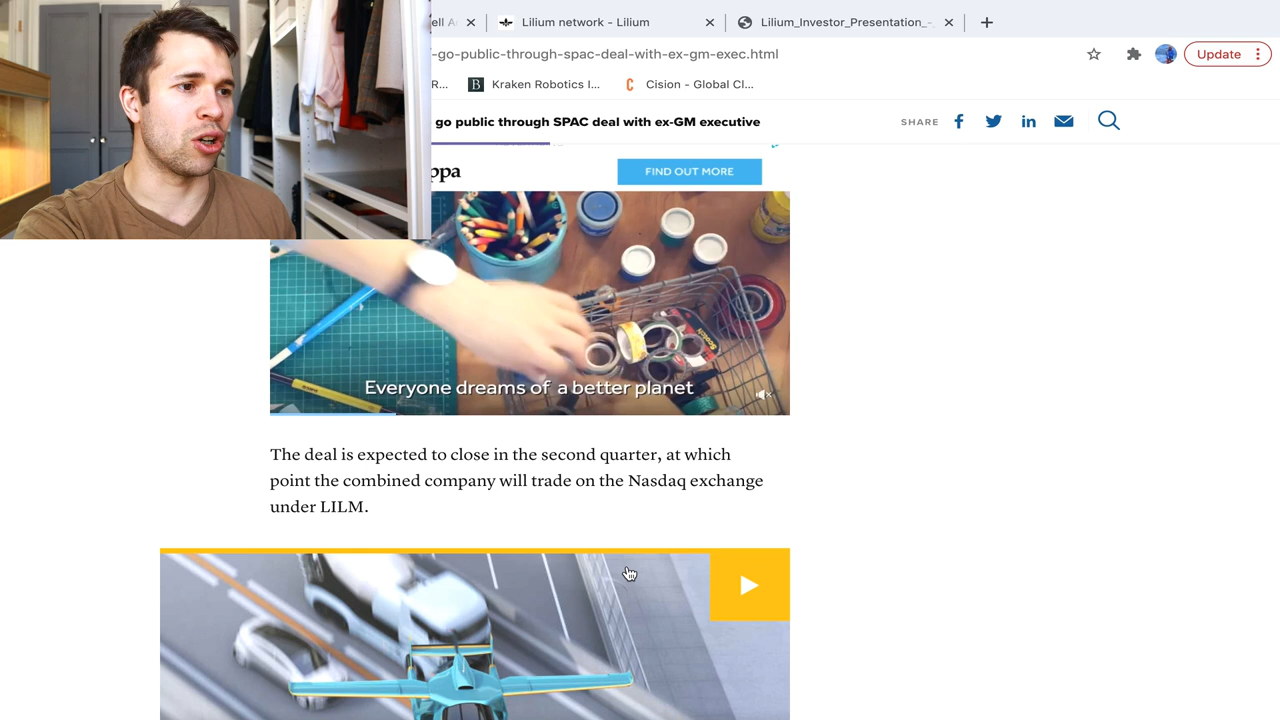 ell A
Lilium network - Lilium
Lilium_Investor_Presentation_-
-go-public-through-spac-deal-with-ex-gm-exec.html
Update
R...
Kraken Robotics I...
Cision - Global Cl...
go public through SPAC deal with ex-GM executive
SHARE
ppa
FIND OUT MORE
Scotch
Everyone dreams of a better planet
The deal is expected to close in the second quarter, at which
point the combined company will trade on the Nasdaq exchange
under LILM.